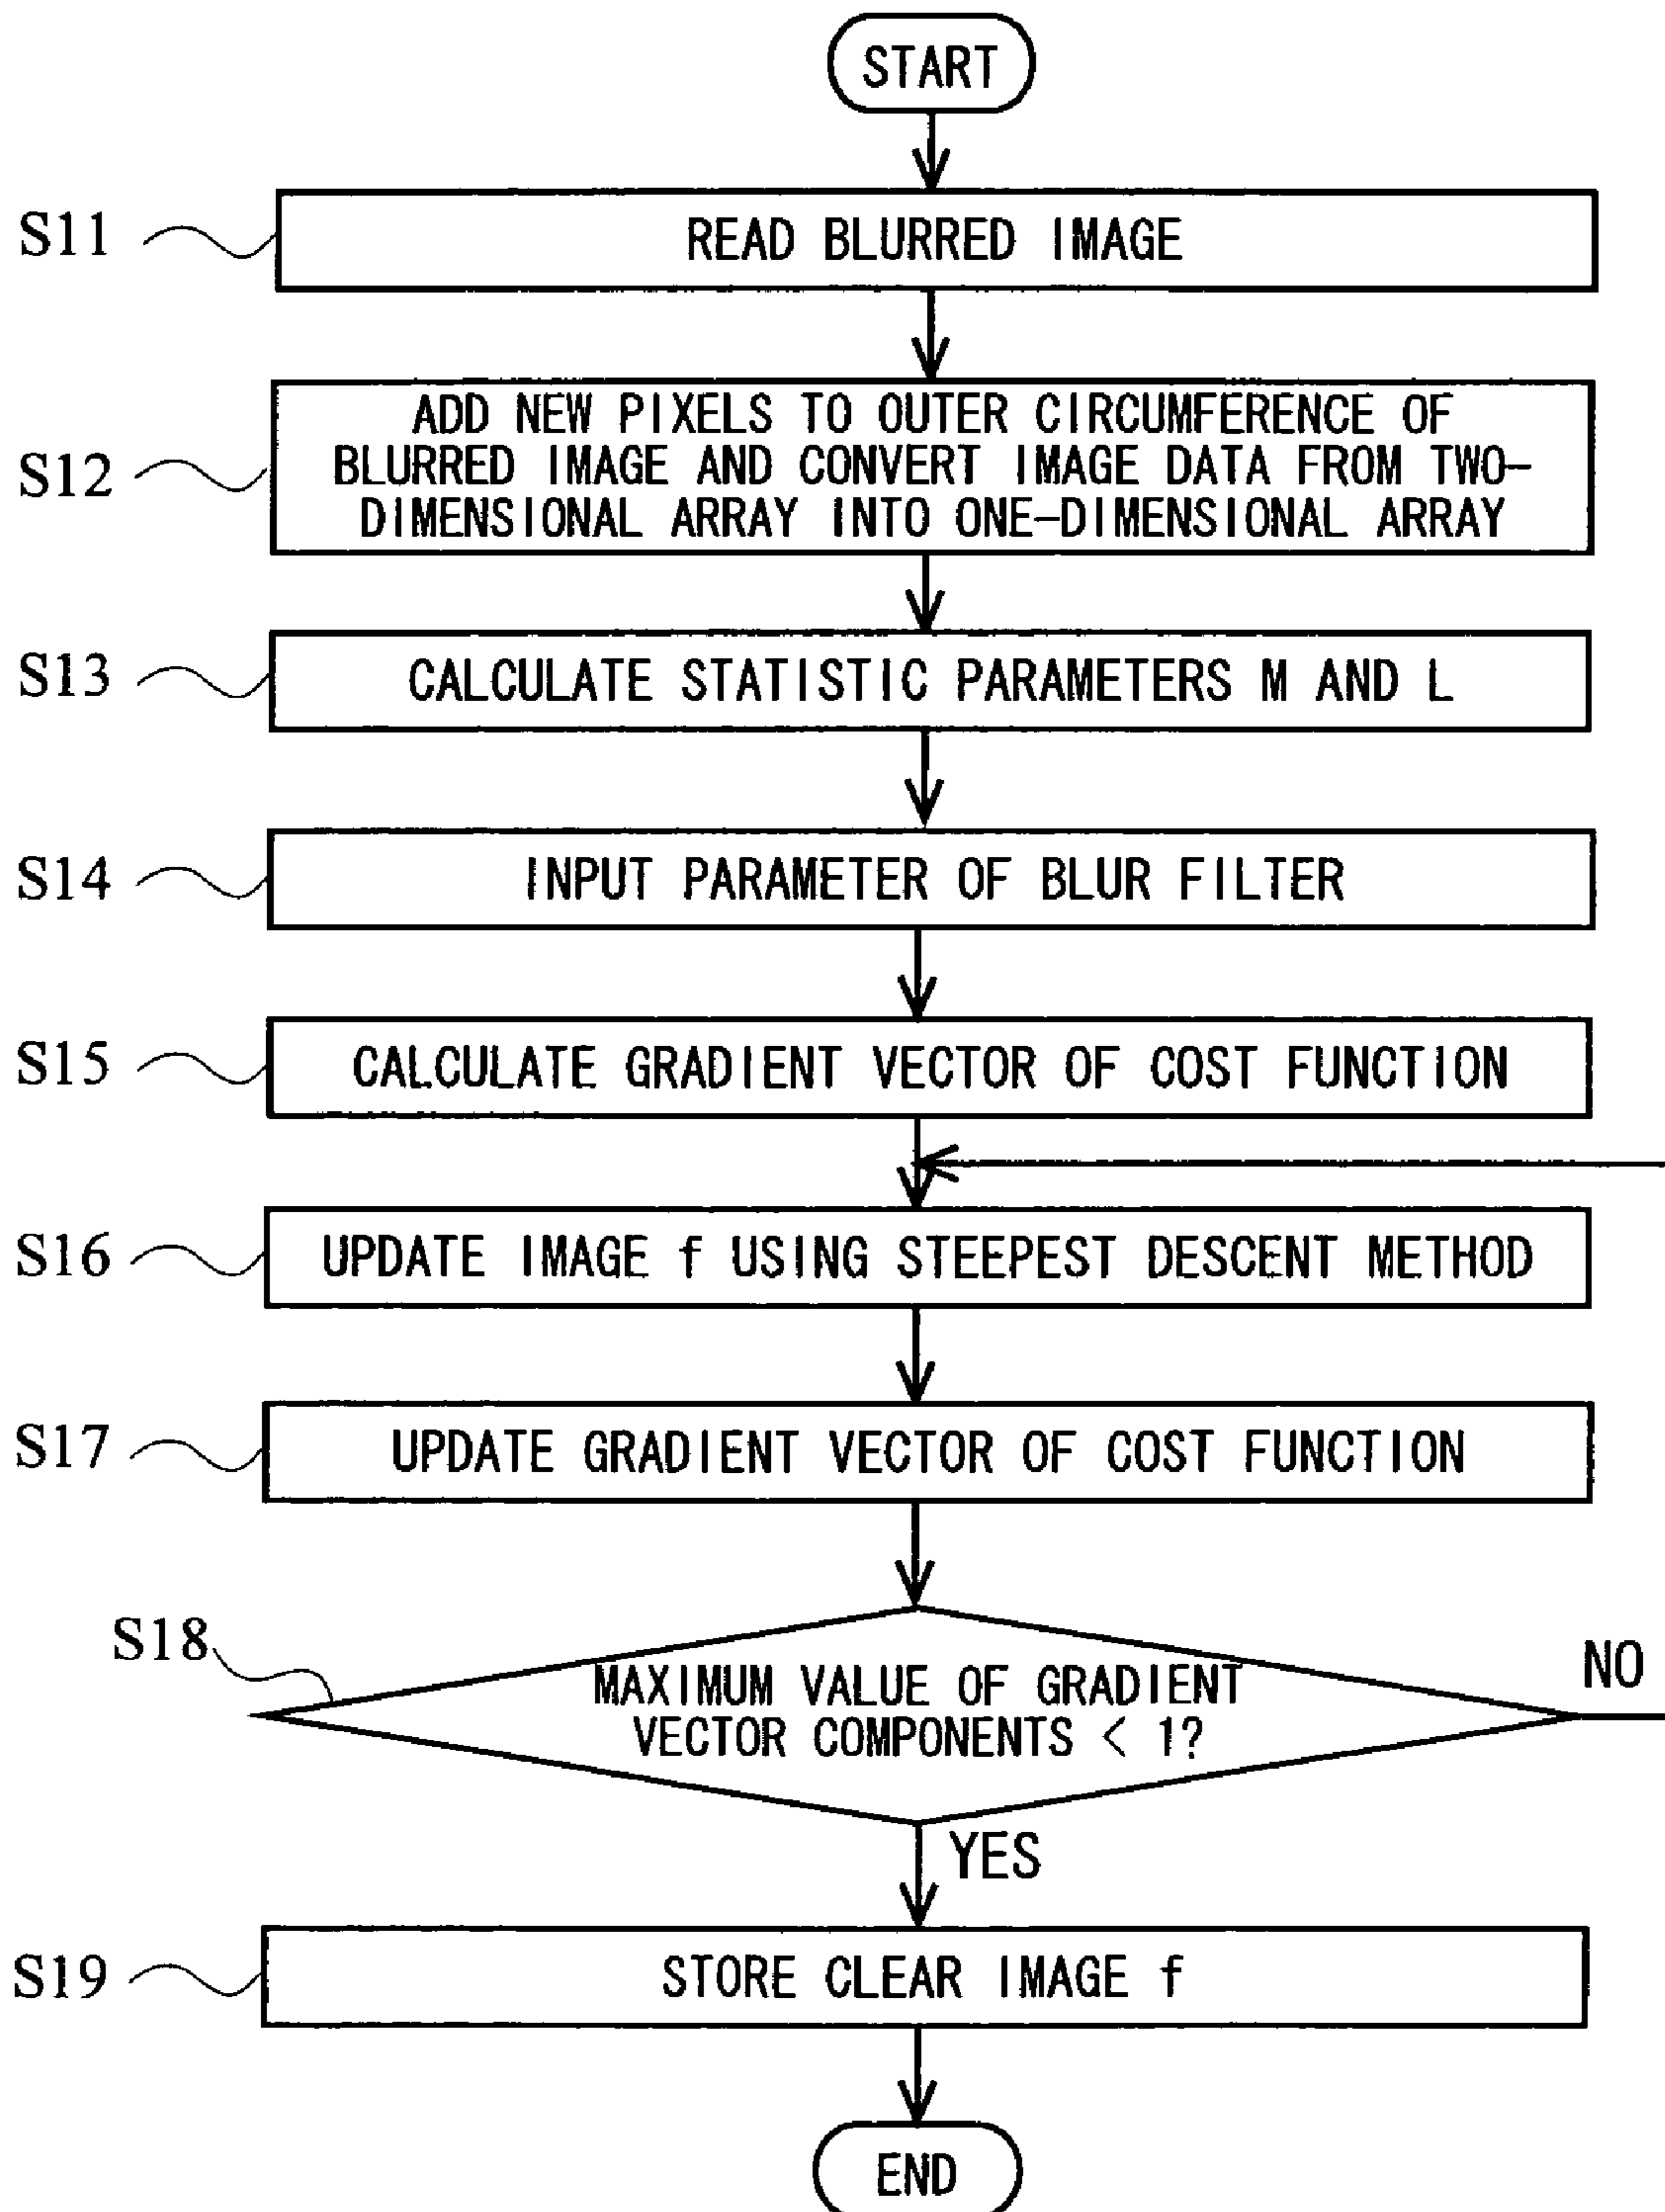 START
S11
READ BLURRED IMAGE
S12
ADD NEW PIXELS TO OUTER CIRCUMFERENCE OF
BLURRED IMAGE AND CONVERT IMAGE DATA FROM TWO-
DIMENSIONAL ARRAY INTO ONE-DIMENSIONAL ARRAY
S13
CALCULATE STATISTIC PARAMETERS M AND L
S14
INPUT PARAMETER OF BLUR FILTER
S15
CALCULATE GRADIENT VECTOR OF COST FUNCTION
S16
UPDATE IMAGE f USING STEEPEST DESCENT METHOD
S17
UPDATE GRADIENT VECTOR OF COST FUNCTION
S18
MAXIMUM VALUE OF GRADIENT
VECTOR COMPONENTS < 1?
NO
YES
S19
STORE CLEAR IMAGE f
END